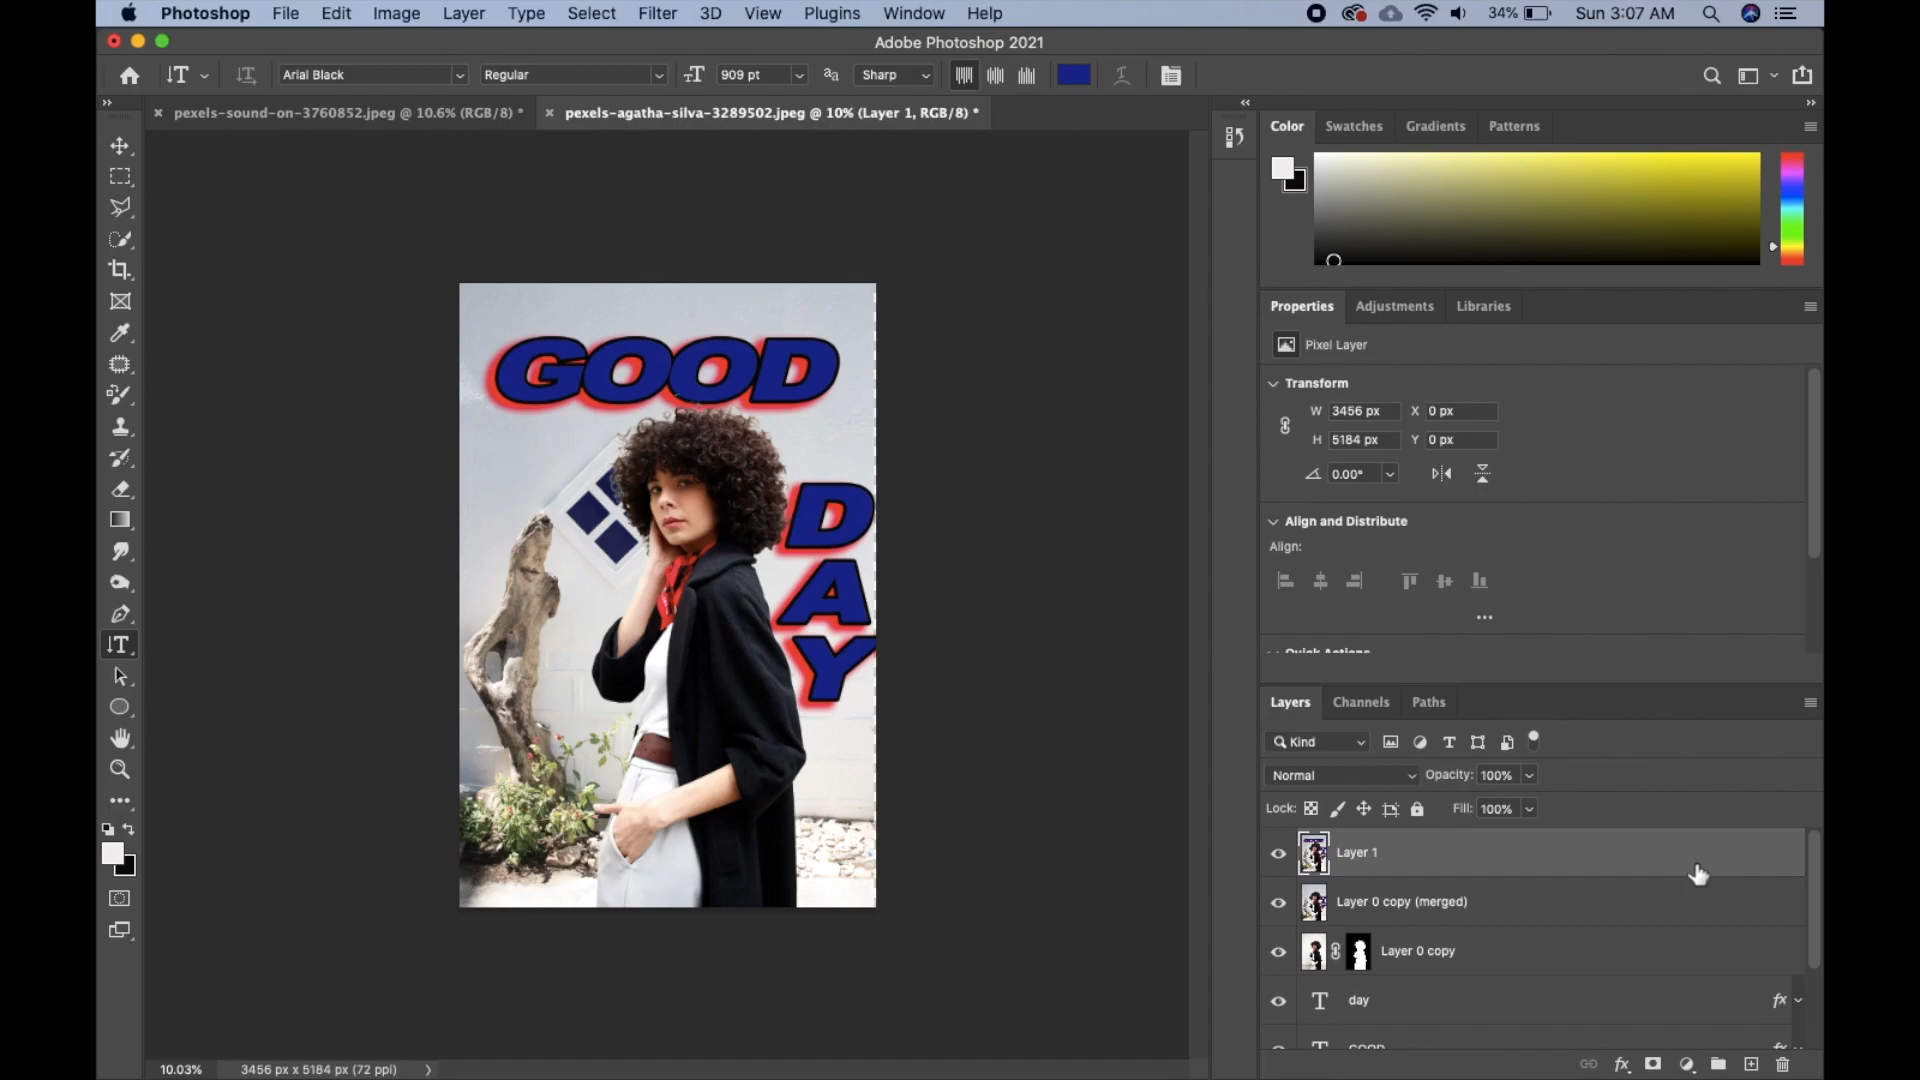 Photoshop File Edit Image Layer Type Select Filter 3D View Plugins Window Help 34% Sun 3:07 AM
Adobe Photoshop 2021
Arial Black Regular 909 pt Sharp
pexels-sound-on-3760852.jpeg @ 10.6% (RGB/8) * pexels-agatha-silva-3289502.jpeg @ 10% (Layer 1, RGB/8) *
Color Swatches Gradients Patterns
Properties Adjustments Libraries
Pixel Layer
Transform
W 3456 px X 0 px
H 5184 px Y 0 px
0.00°
Align and Distribute
Align:
Quick Actions
GOOD
D
A
Y
Layers Channels Paths
Kind
Normal Opacity: 100%
Lock: Fill: 100%
Layer 1
Layer 0 copy (merged)
Layer 0 copy
day fx
GOOD
10.03% 3456 px x 5184 px (72 ppi)
fx